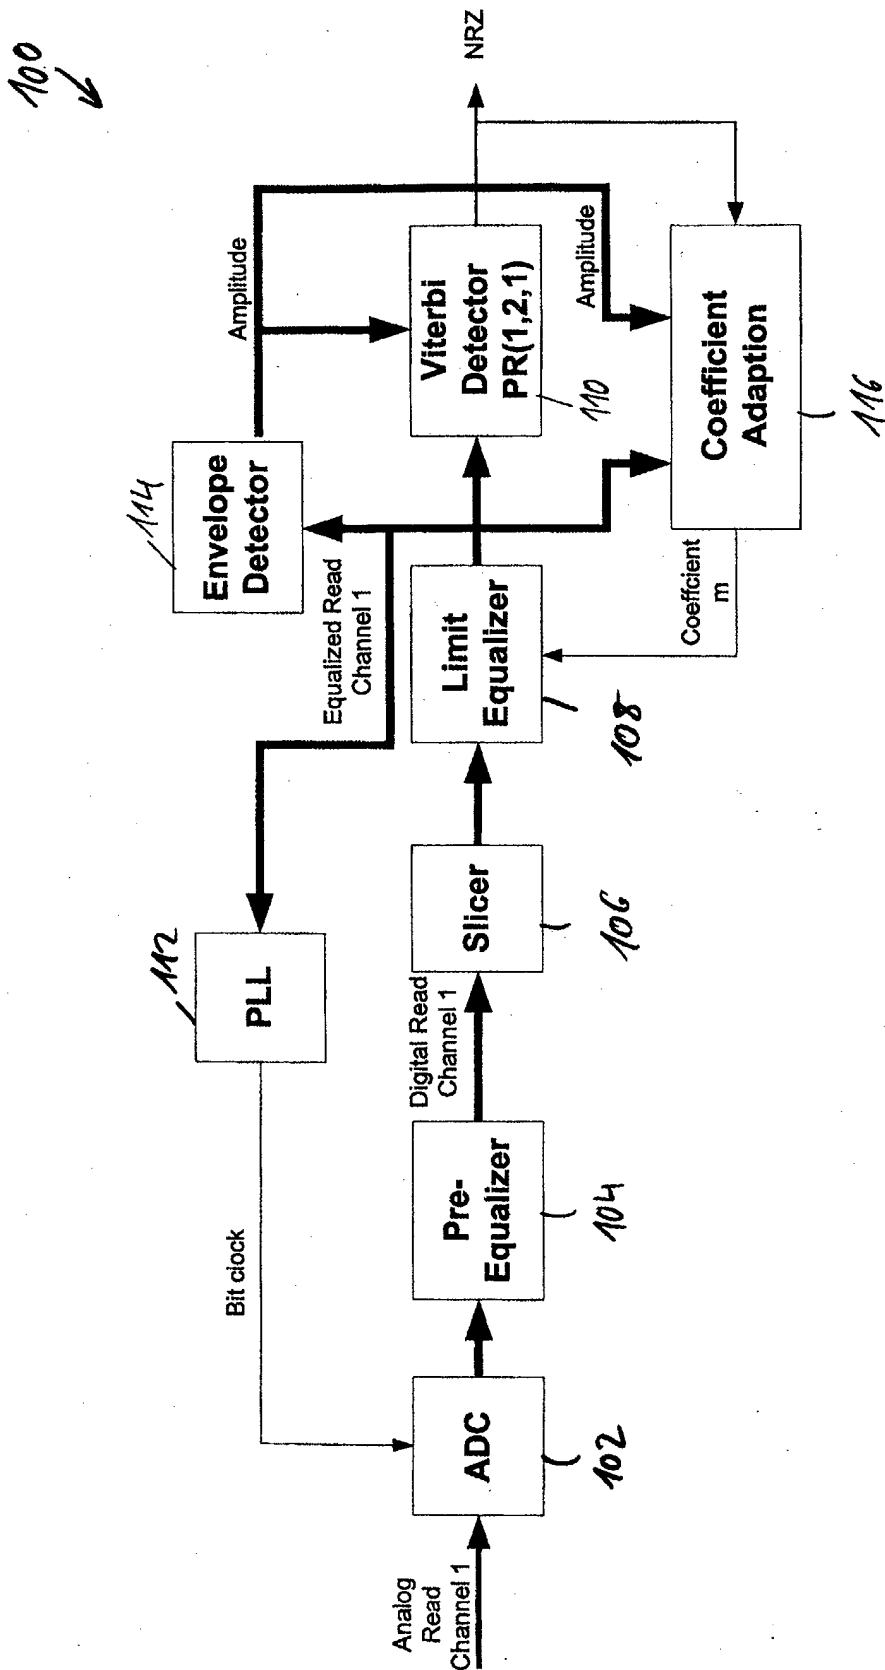 100
Amplitude
114
Envelope
Detector
112
PLL
Bit clock
Equalized Read
Channel 1
Analog
Read
Channel 1
ADC
102
Pre-
Equalizer
104
Digital Read
Channel 1
Slicer
106
Limit
Equalizer
108
Viterbi
Detector
PR(1,2,1)
110
NRZ
Amplitude
Coeffcient
m
Coefficient
Adaption
116